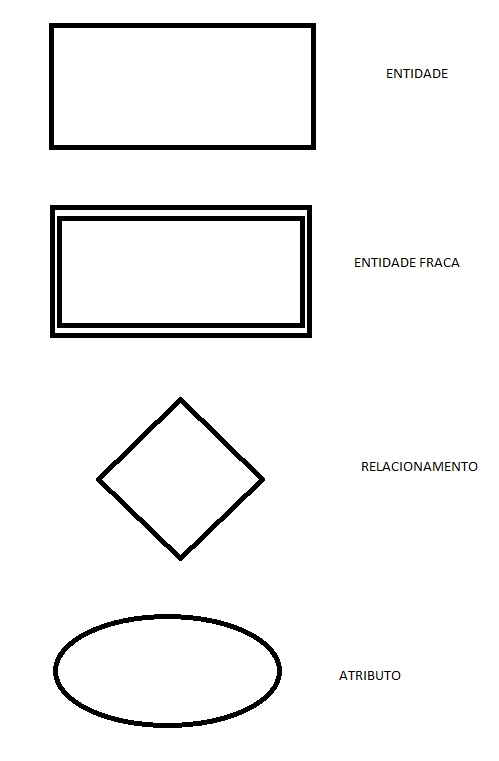 ENTIDADE
ENTIDADE FRACA
RELACIONAMENTO
ATRIBUTO